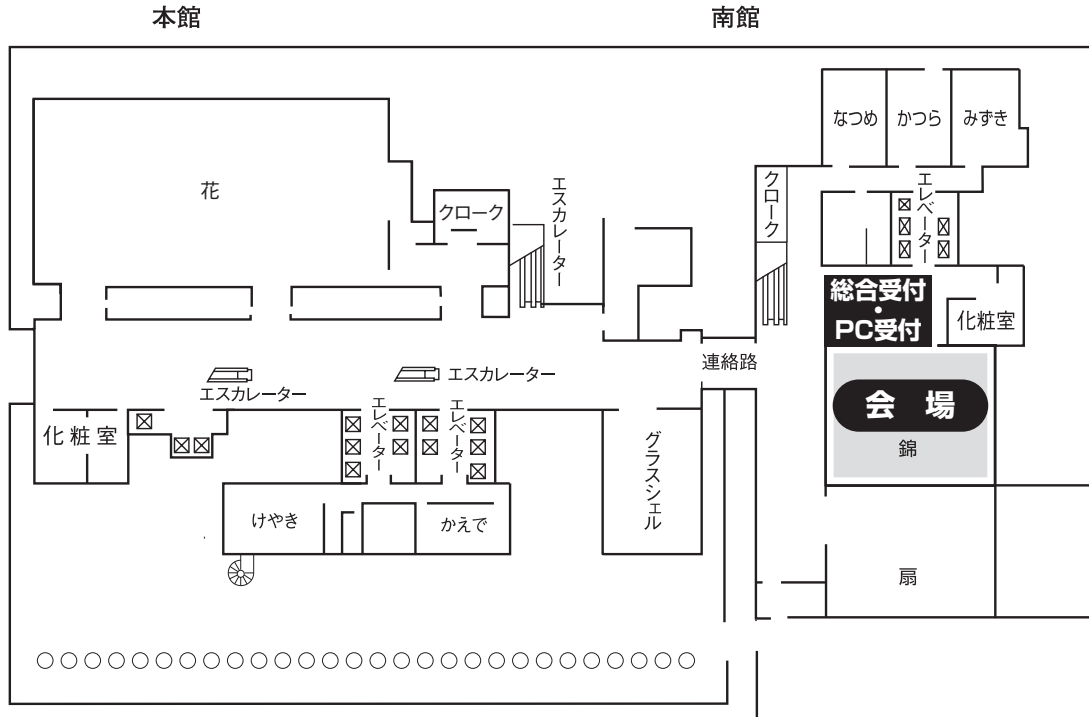 本館
南館
なつめ
かつら
みずき
花
クローク
エスカレーター
クローク
エレベーター
総合受付
・
PC受付
化粧室
連絡路
エスカレーター
エスカレーター
会 場
錦
化粧室
エレベーター
エレベーター
グラスシェル
けやき
かえで
扇